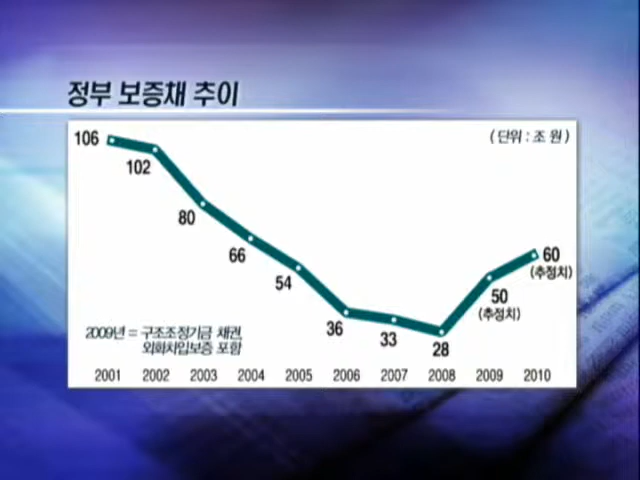 정부 보증채 추이
( 단위 : 조 원 )
106
102
80
66
54
36
33
28
50
(추정치)
60
(추정치)
2009년 = 구조조정기금 채권,
외화차입보증 포함
2001 2002 2003 2004 2005 2006 2007 2008 2009 2010